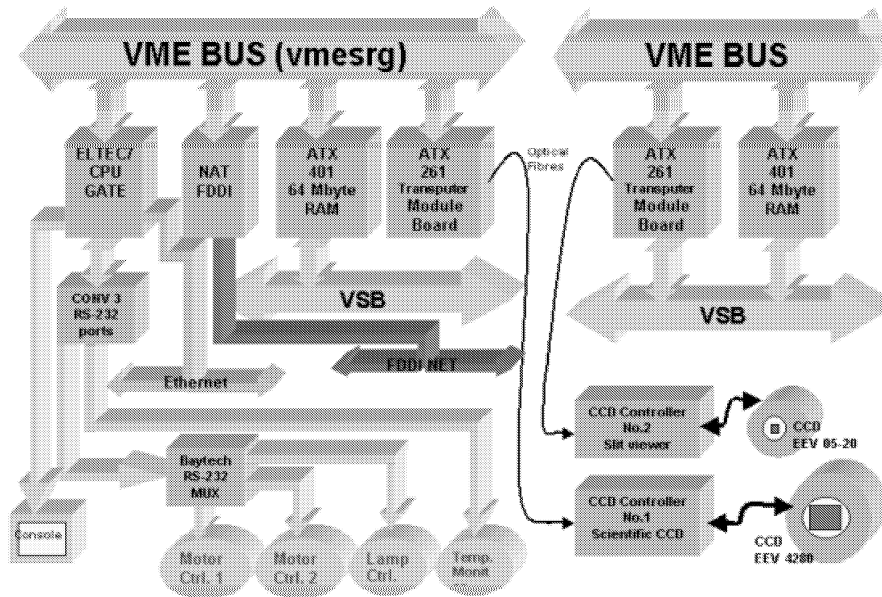 VME BUS (vmesrg)
VME BUS
ELTEC7
CPU
GATE
NAT
FDDI
ATX
401
64 Mbyte
RAM
ATX
261
Transputer
Module
Board
Optical
Fibres
ATX
261
Transputer
Module
Board
ATX
401
64 Mbyte
RAM
CONV 3
RS-232
ports
VSB
VSB
Ethernet
FDDI NET
CCD Controller
No.2
Slit viewer
CCD
EEV 05-20
Baytech
RS-232
MUX
CCD Controller
No.1
Scientific CCD
CCD
EEV 4280
Console
Motor
Ctrl. 1
Motor
Ctrl. 2
Lamp
Ctrl.
Temp.
Monit